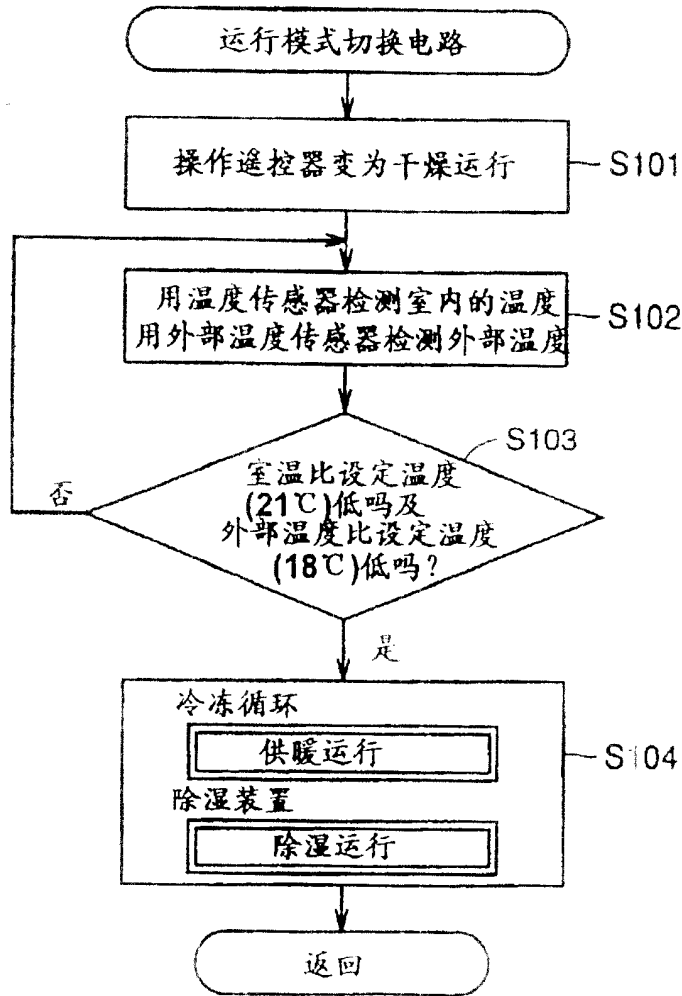 运行模式切换电路
操作遥控器变为干燥运行
S101
用温度传感器检测室内的温度
用外部温度传感器检测外部温度
S102
S103
室温比设定温度
(21℃)低吗及
外部温度比设定温度
(18℃)低吗?
否
是
冷冻循环
供暖运行
S104
除湿装置
除湿运行
返回